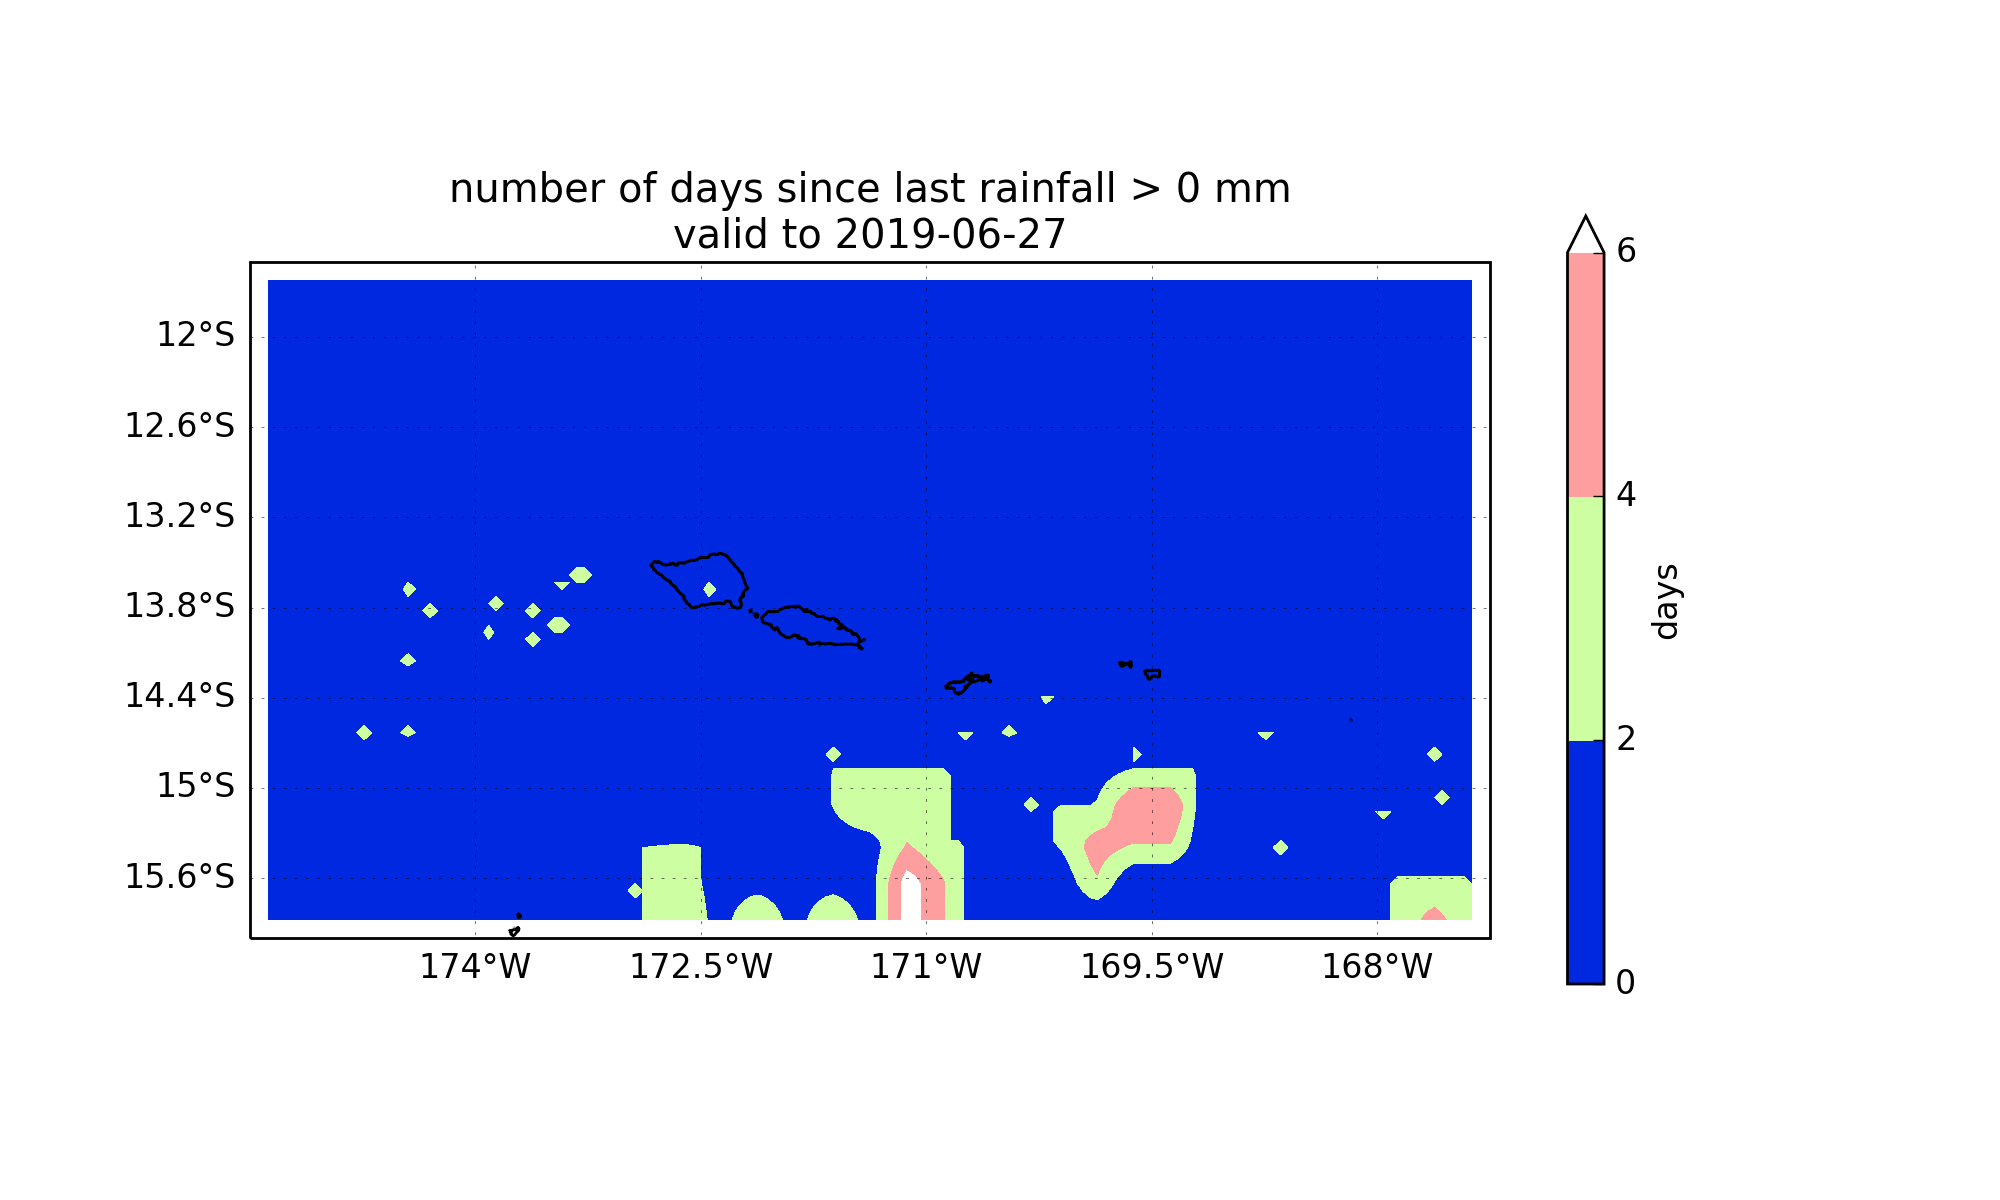 number of days since last rainfall > 0 mm
valid to 2019-06-27
12°S
12.6°S
13.2°S
13.8°S
14.4°S
15°S
15.6°S
174°W
172.5°W
171°W
169.5°W
168°W
6
4
2
0
days